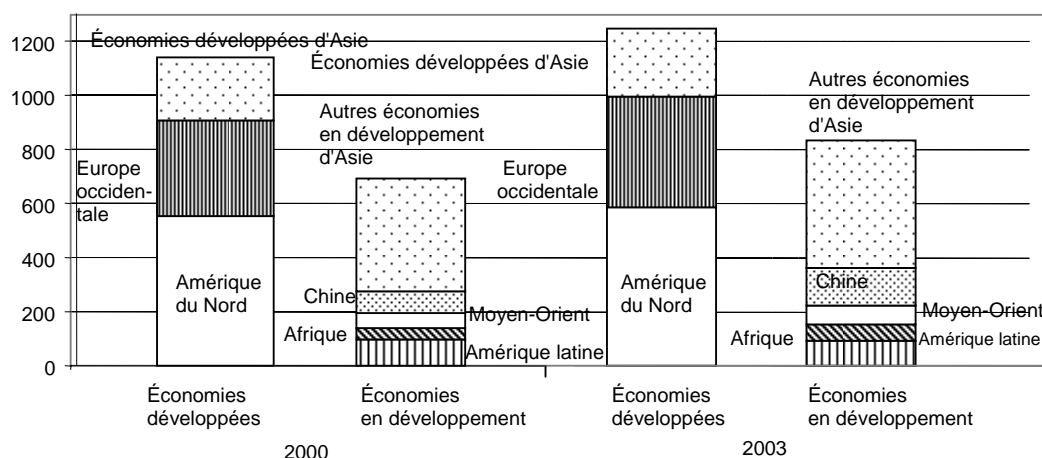 1200
1000
800
600
400
200
0
Économies développées d'Asie
Économies développées d'Asie
Autres économies
en développement
d'Asie
Autres économies
en développement
d'Asie
Europe
occiden-
tale
Europe
occidentale
Amérique
du Nord
Chine
Moyen-Orient
Afrique
Amérique latine
Amérique
du Nord
Chine
Moyen-Orient
Afrique
Amérique latine
Économies
développées
Économies
en développement
Économies
développées
Économies
en développement
2000
2003